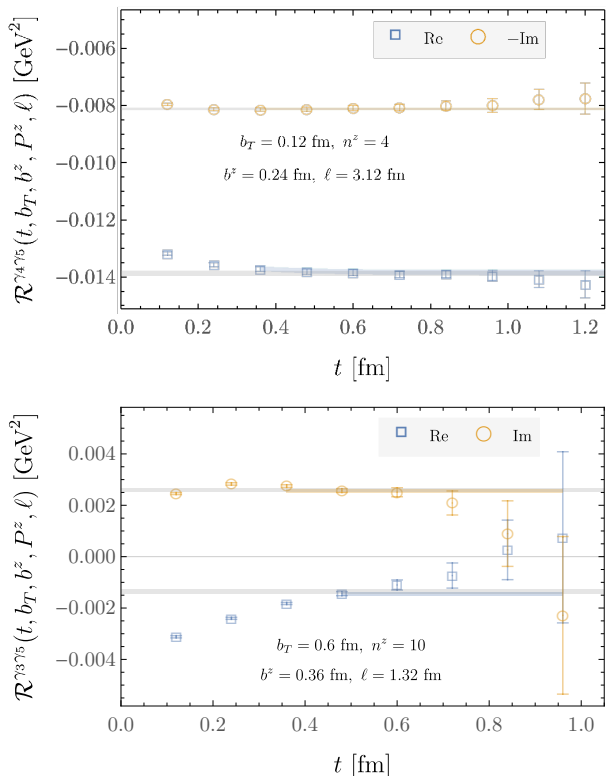 ℛ^{γ₄γ₅}(t, b_T, b^z, P^z, ℓ) [GeV²]
□ Re ○ −Im
−0.006
−0.008
−0.010
−0.012
−0.014
b_T = 0.12 fm, n^z = 4
b^z = 0.24 fm, ℓ = 3.12 fm
0.0 0.2 0.4 0.6 0.8 1.0 1.2
t [fm]
ℛ^{γ₃γ₅}(t, b_T, b^z, P^z, ℓ) [GeV²]
□ Re ○ Im
0.004
0.002
0.000
−0.002
−0.004
b_T = 0.6 fm, n^z = 10
b^z = 0.36 fm, ℓ = 1.32 fm
0.0 0.2 0.4 0.6 0.8 1.0
t [fm]